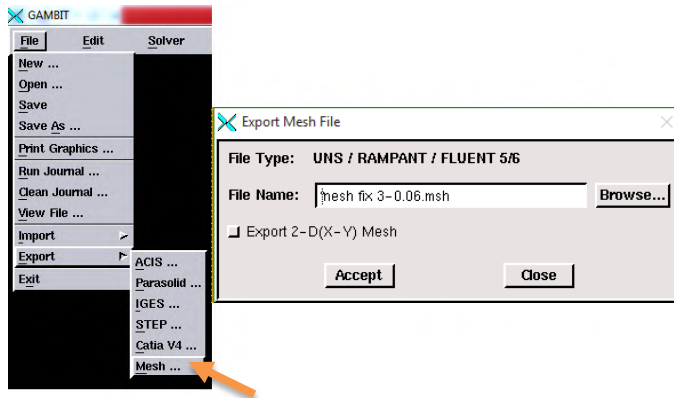 GAMBIT
File Edit Solver
New ...
Open ...
Save
Save As ...
Print Graphics ...
Run Journal ...
Clean Journal ...
View File ...
Import
Export
Exit
ACIS ...
Parasolid ...
IGES ...
STEP ...
Catia V4 ...
Mesh ...
Export Mesh File
File Type: UNS / RAMPANT / FLUENT 5/6
File Name: mesh fix 3-0.06.msh Browse...
Export 2-D(X-Y) Mesh
Accept Close